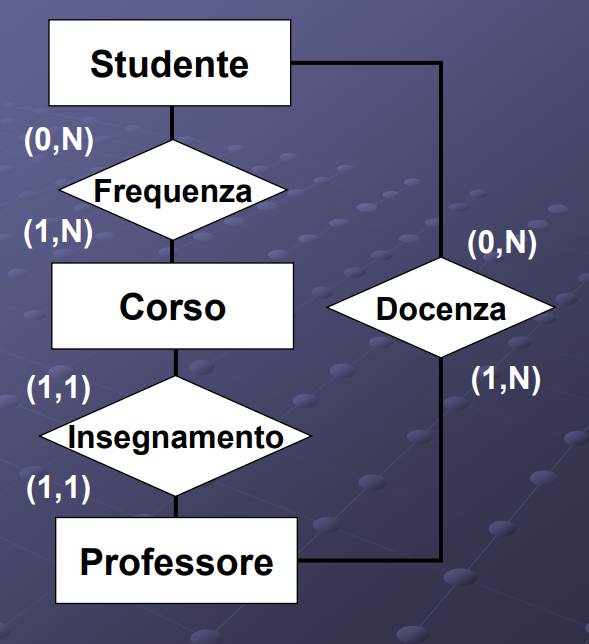 Studente
(0,N)
Frequenza
(1,N)
(0,N)
Corso
Docenza
(1,1)
(1,N)
Insegnamento
(1,1)
Professore